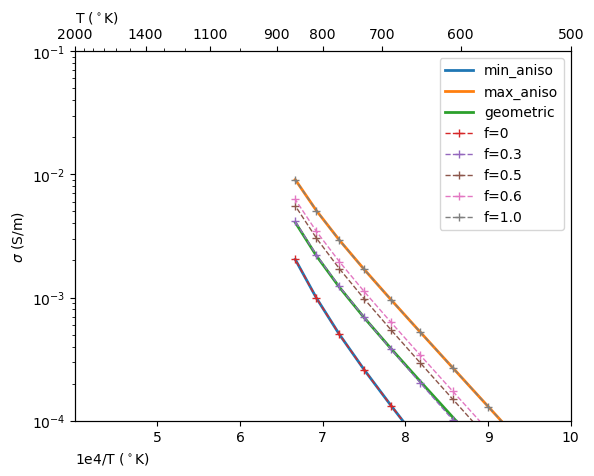 T (°K)
2000 1400 1100 900 800 700 600 500
10⁻¹
10⁻²
10⁻³
10⁻⁴
σ (S/m)
min_aniso
max_aniso
geometric
f=0
f=0.3
f=0.5
f=0.6
f=1.0
5 6 7 8 9 10
1e4/T (°K)